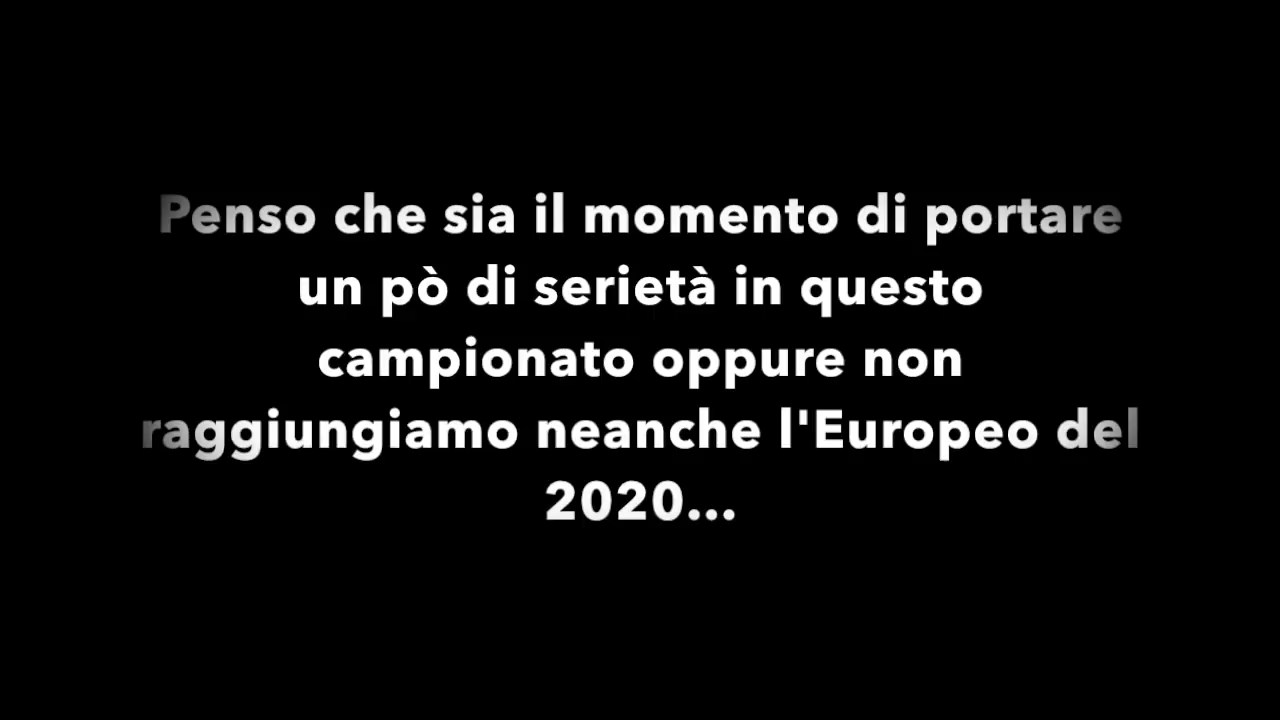 Penso che sia il momento di portare
un pò di serietà in questo
campionato oppure non
raggiungiamo neanche l'Europeo del
2020...